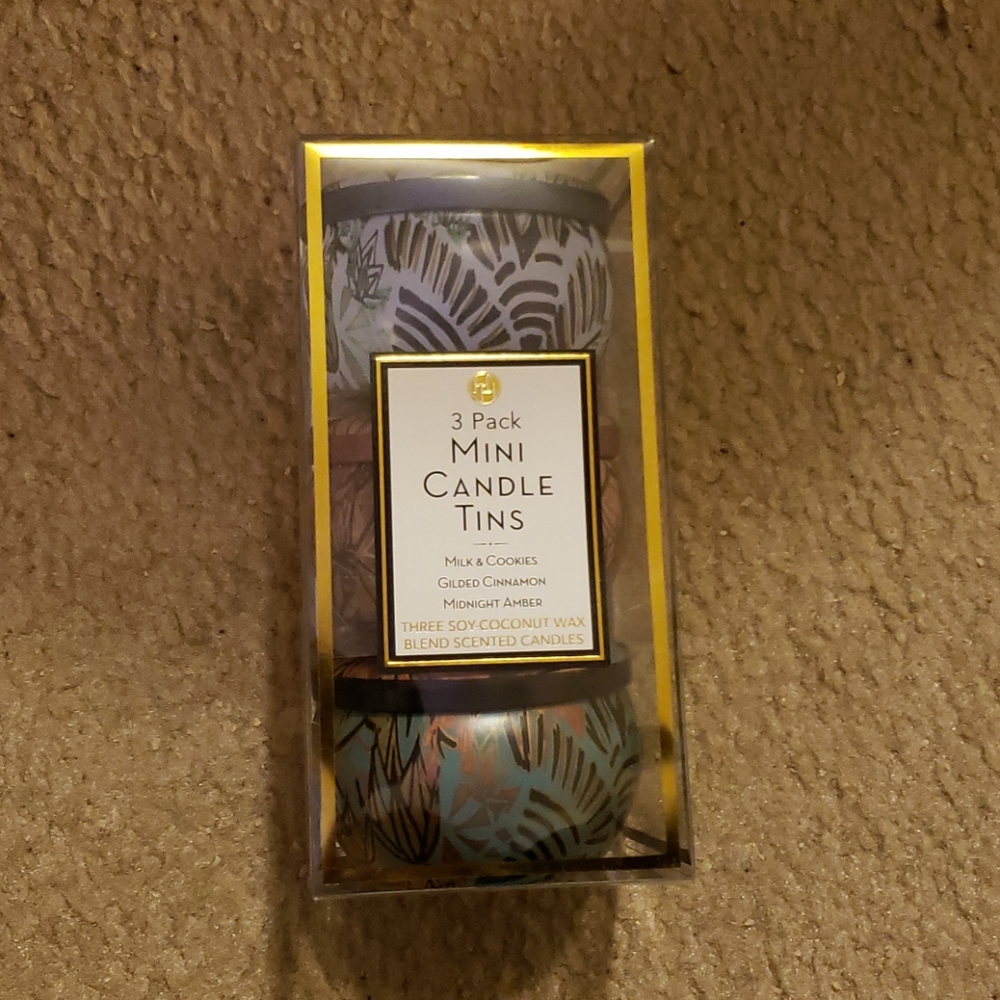 3 Pack
Mini
Candle
Tins
Milk & Cookies
Gilded Cinnamon
Midnight Amber
THREE SOY-COCONUT WAX
BLEND SCENTED CANDLES